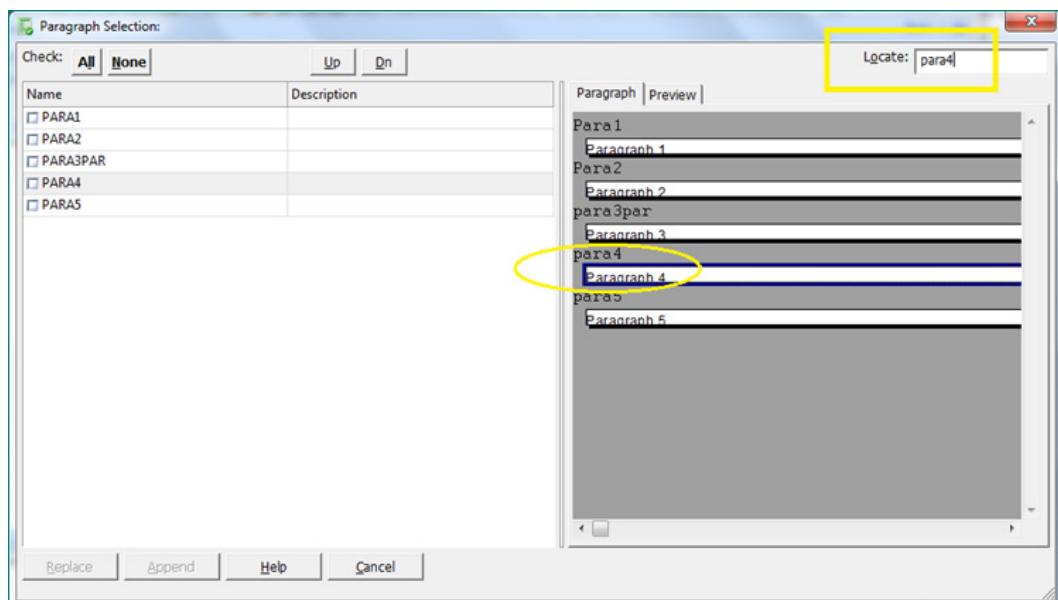 Paragraph Selection:
Check: All None Up Dn Locate: para4
Name Description
PARA1
PARA2
PARA3PAR
PARA4
PARA5
Paragraph Preview
Para1
Paragraph 1
Para2
Paragraph 2
para3par
Paragraph 3
para4
Paragraph 4
para5
Paragraph 5
Replace Append Help Cancel